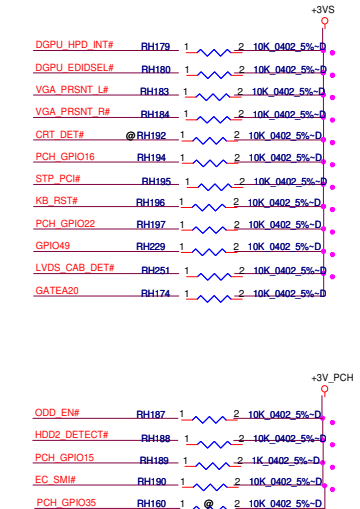 +3VS
DGPU_HPD_INT# RH179 1 2 10K_0402_5%~D
DGPU_EDIDSEL# RH180 1 2 10K_0402_5%~D
VGA_PRSNT_L# RH183 1 2 10K_0402_5%~D
VGA_PRSNT_R# RH184 1 2 10K_0402_5%~D
CRT_DET# @RH192 1 2 10K_0402_5%~D
PCH_GPIO16 RH194 1 2 10K_0402_5%~D
STP_PCI# RH195 1 2 10K_0402_5%~D
KB_RST# RH196 1 2 10K_0402_5%~D
PCH_GPIO22 RH197 1 2 10K_0402_5%~D
GPIO49 RH229 1 2 10K_0402_5%~D
LVDS_CAB_DET# RH251 1 2 10K_0402_5%~D
GATEA20 RH174 1 2 10K_0402_5%~D
+3V_PCH
ODD_EN# RH187 1 2 10K_0402_5%~D
HDD2_DETECT# RH188 1 2 10K_0402_5%~D
PCH_GPIO15 RH189 1 2 1K_0402_5%~D
EC_SMI# RH190 1 2 10K_0402_5%~D
PCH_GPIO35 RH160 1 @ 2 10K_0402_5%~D